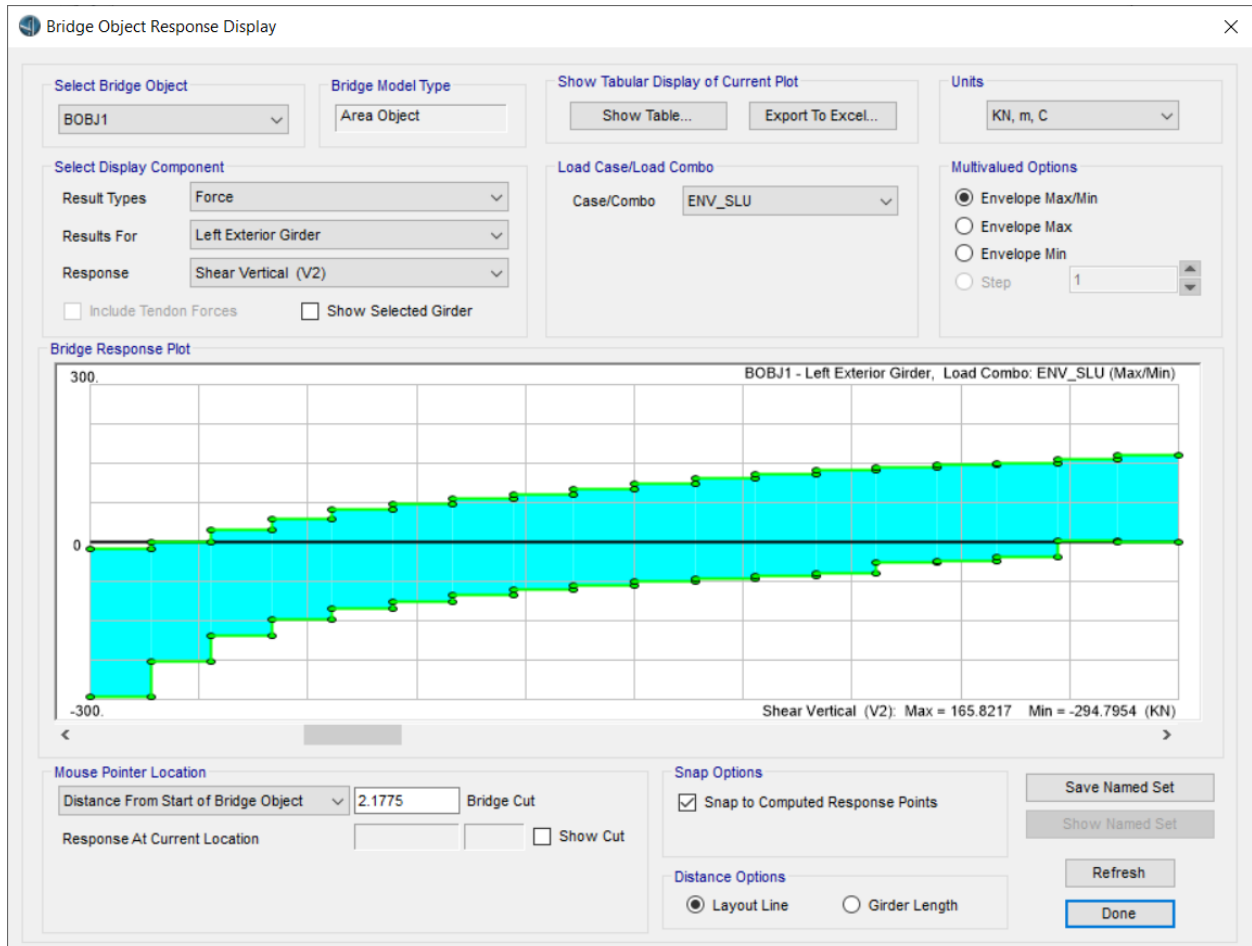 Bridge Object Response Display
Select Bridge Object
BOBJ1
Bridge Model Type
Area Object
Show Tabular Display of Current Plot
Show Table...
Export To Excel...
Units
KN, m, C
Select Display Component
Result Types
Force
Results For
Left Exterior Girder
Response
Shear Vertical (V2)
Include Tendon Forces
Show Selected Girder
Load Case/Load Combo
Case/Combo
ENV_SLU
Multivalued Options
Envelope Max/Min
Envelope Max
Envelope Min
Step
1
Bridge Response Plot
300.
BOBJ1 - Left Exterior Girder, Load Combo: ENV_SLU (Max/Min)
0
-300.
Shear Vertical (V2): Max = 165.8217 Min = -294.7954 (KN)
Mouse Pointer Location
Distance From Start of Bridge Object
2.1775
Bridge Cut
Response At Current Location
Show Cut
Snap Options
Snap to Computed Response Points
Distance Options
Layout Line
Girder Length
Save Named Set
Show Named Set
Refresh
Done